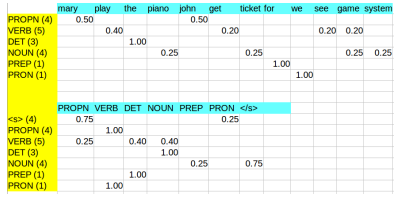 mary play the piano john get ticket for we see game system
PROPN (4) 0.50 0.50
VERB (5) 0.40 0.20 0.20 0.20
DET (3) 1.00
NOUN (4) 0.25 0.25 0.25 0.25
PREP (1) 1.00
PRON (1) 1.00
PROPN VERB DET NOUN PREP PRON </s>
<s> (4) 0.75 0.25
PROPN (4) 1.00
VERB (5) 0.25 0.40 0.40
DET (3) 1.00
NOUN (4) 0.25 0.75
PREP (1) 1.00
PRON (1) 1.00